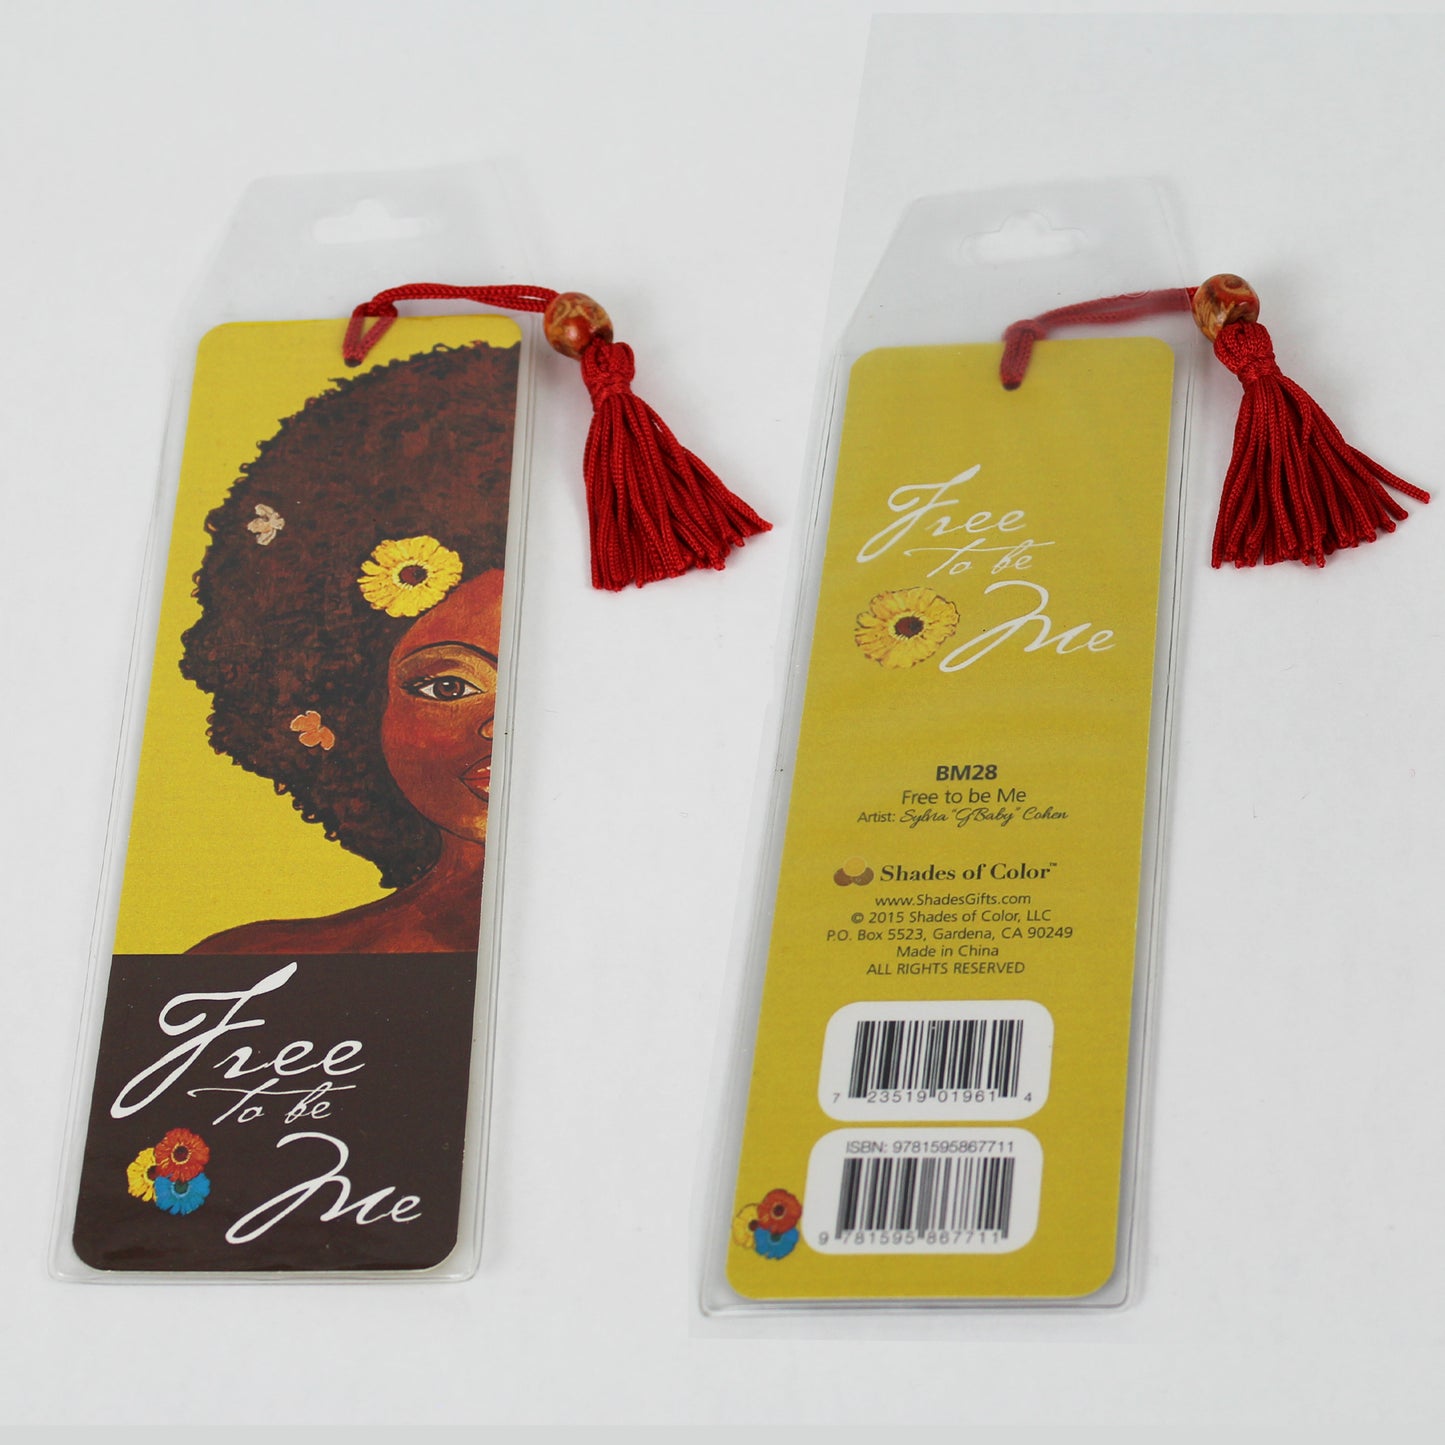 Free
to be
Me
Free
to be
Me
BM28
Free to be Me
Artist: Sylvia "GBaby" Cohen
Shades of Color™
www.ShadesGifts.com
© 2015 Shades of Color, LLC
P.O. Box 5523, Gardena, CA 90249
Made in China
ALL RIGHTS RESERVED
7 23519 01961 4
ISBN: 9781595867711
9 781595 867711